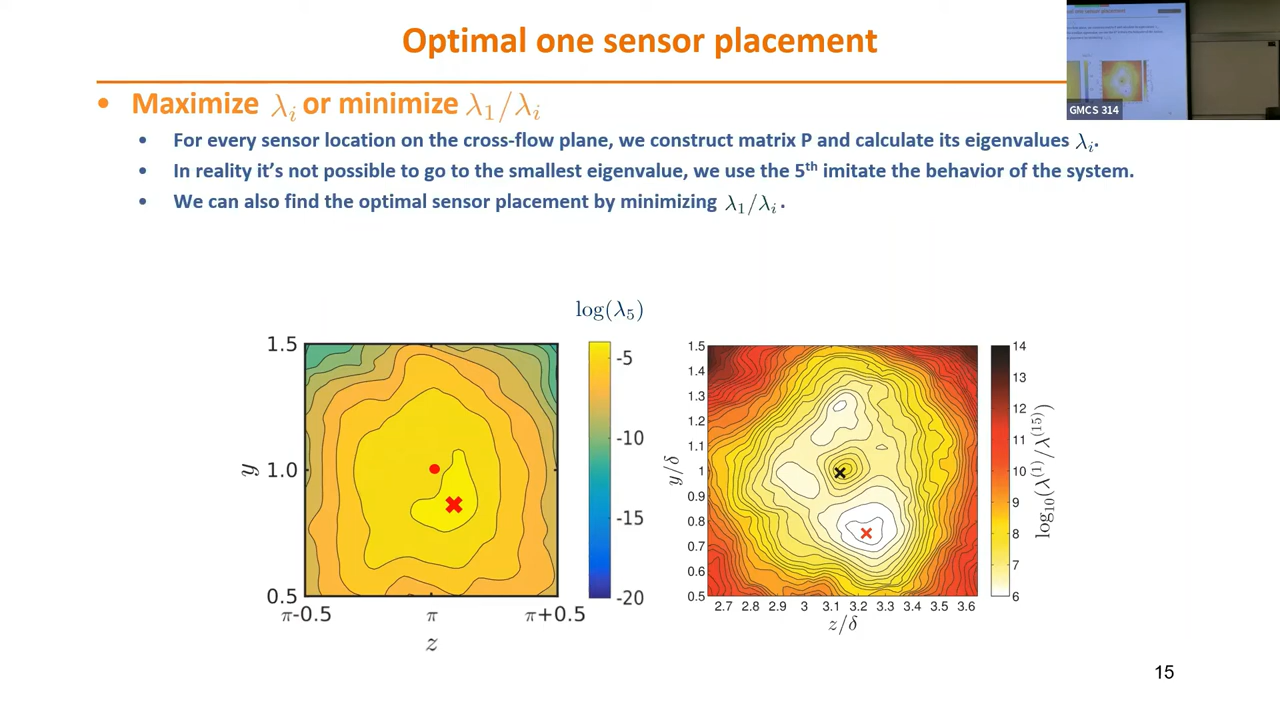 Optimal one sensor placement
GMCS 314
• Maximize λᵢ or minimize λ₁/λᵢ
• For every sensor location on the cross-flow plane, we construct matrix P and calculate its eigenvalues λᵢ.
• In reality it's not possible to go to the smallest eigenvalue, we use the 5th imitate the behavior of the system.
• We can also find the optimal sensor placement by minimizing λ₁/λᵢ.
log(λ₅)
1.5
1.0
0.5
y
π-0.5 π π+0.5
z
-5
-10
-15
-20
1.5
1.4
1.3
1.2
1.1
1
0.9
0.8
0.7
0.6
0.5
y/δ
2.7 2.8 2.9 3 3.1 3.2 3.3 3.4 3.5 3.6
z/δ
14
13
12
11
10
9
8
7
6
log₁₀(λ⁽¹⁾/λ⁽¹⁵⁾)
15